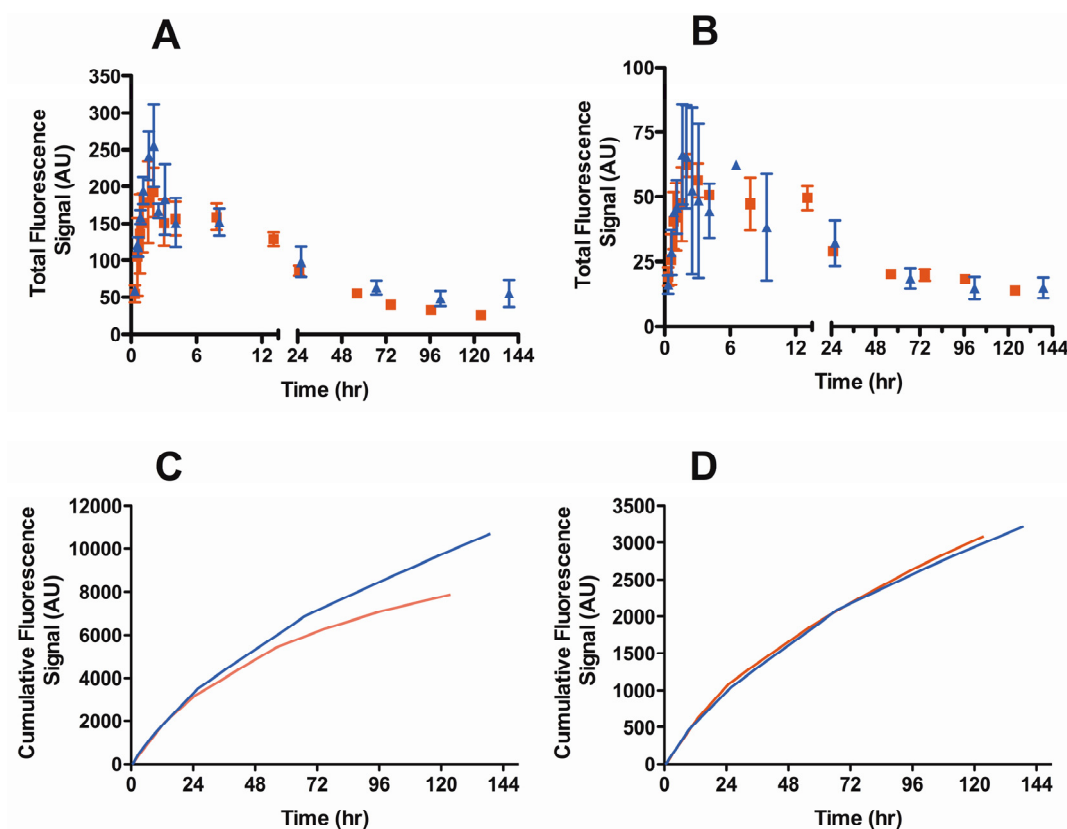 A
Total Fluorescence
Signal (AU)
350
300
250
200
150
100
50
0
0 6 12 24 48 72 96 120 144
Time (hr)
B
Total Fluorescence
Signal (AU)
100
75
50
25
0
0 6 12 24 48 72 96 120 144
Time (hr)
C
Cumulative Fluorescence
Signal (AU)
12000
10000
8000
6000
4000
2000
0
0 24 48 72 96 120 144
Time (hr)
D
Cumulative Fluorescence
Signal (AU)
3500
3000
2500
2000
1500
1000
500
0
0 24 48 72 96 120 144
Time (hr)